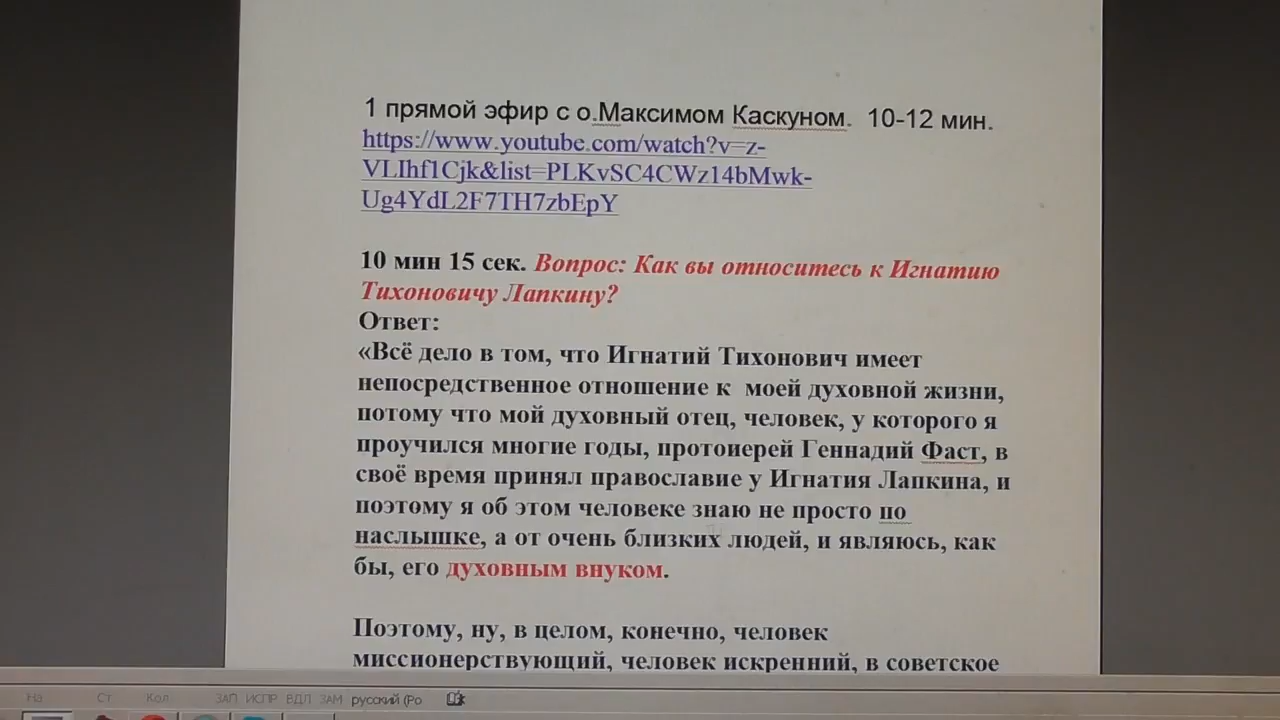 1 прямой эфир с о.Максимом Каскуном.  10-12 мин.
https://www.youtube.com/watch?v=z-
VLIhf1Cjk&list=PLKvSC4CWz14bMwk-
Ug4YdL2F7TH7zbEpY
10 мин 15 сек. Вопрос: Как вы относитесь к Игнатию
Тихоновичу Лапкину?
Ответ:
«Всё дело в том, что Игнатий Тихонович имеет
непосредственное отношение к  моей духовной жизни,
потому что мой духовный отец, человек, у которого я
проучился многие годы, протоиерей Геннадий Фаст, в
своё время принял православие у Игнатия Лапкина, и
поэтому я об этом человеке знаю не просто по
наслышке, а от очень близких людей, и являюсь, как
бы, его духовным внуком.
Поэтому, ну, в целом, конечно, человек
миссионерствующий, человек искренний, в советское
На Ст Кол ЗАП ИСПР ВДЛ ЗАМ русский (Ро